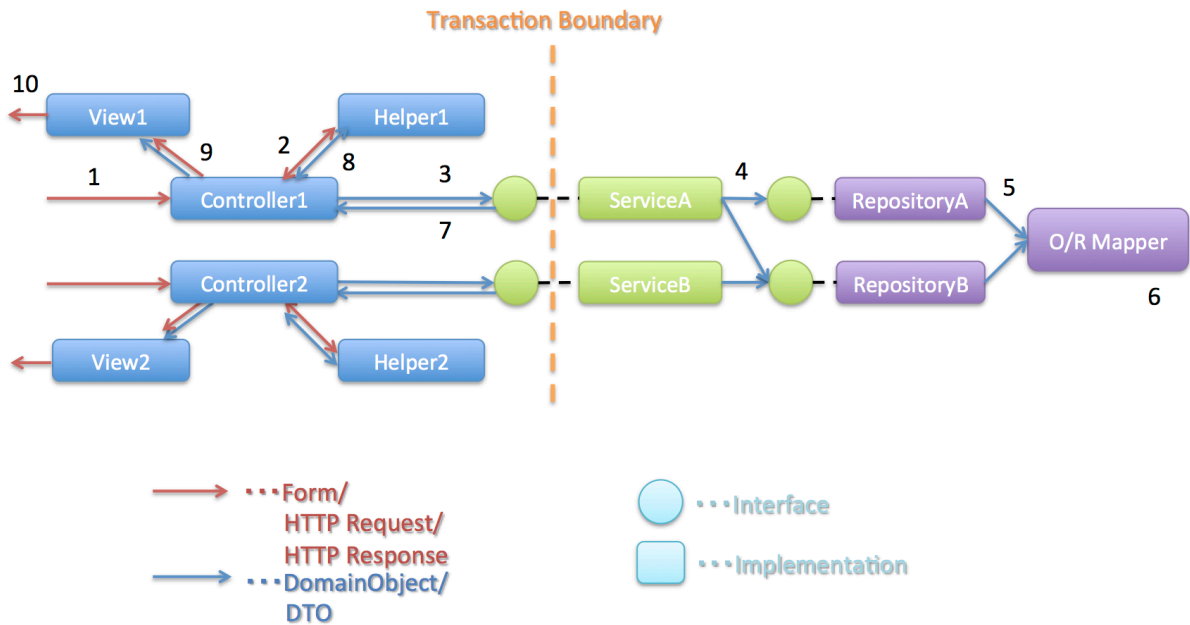 Transaction Boundary
10
View1
Helper1
9
2
8
1
3
4
5
Controller1
ServiceA
RepositoryA
7
O/R Mapper
Controller2
ServiceB
RepositoryB
6
View2
Helper2
···Form/
HTTP Request/
HTTP Response
···DomainObject/
DTO
···Interface
···Implementation